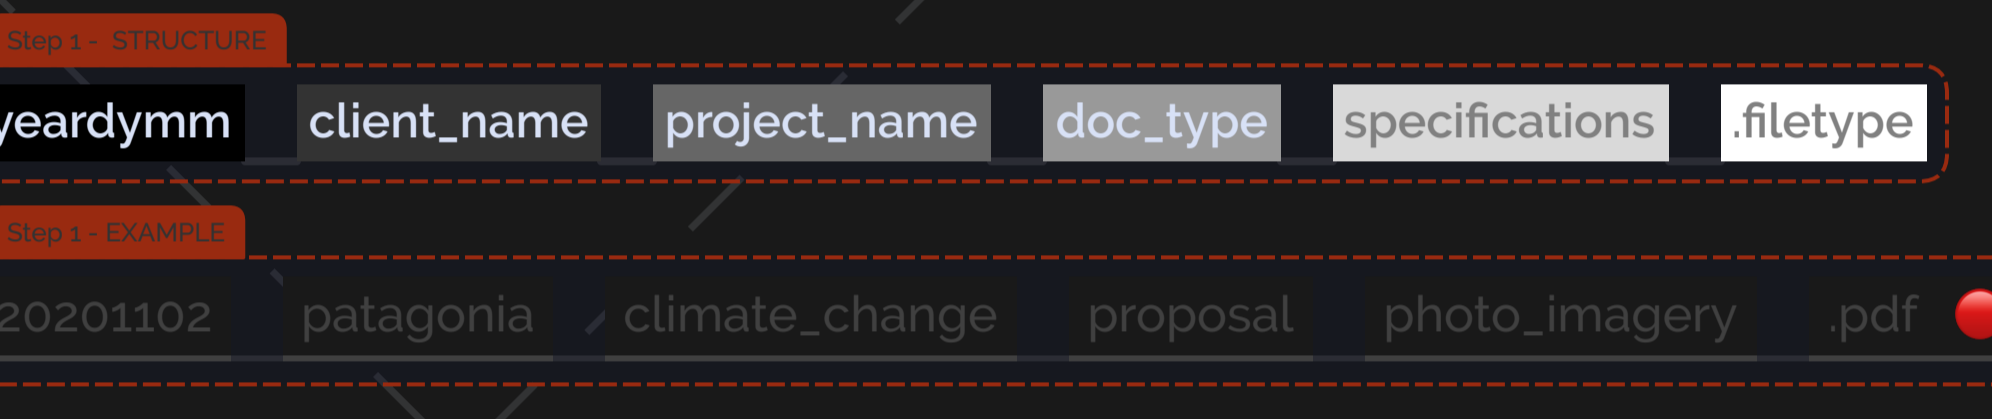 Step 1 - STRUCTURE
yeardymm client_name project_name doc_type specifications .filetype
Step 1 - EXAMPLE
20201102 patagonia climate_change proposal photo_imagery .pdf